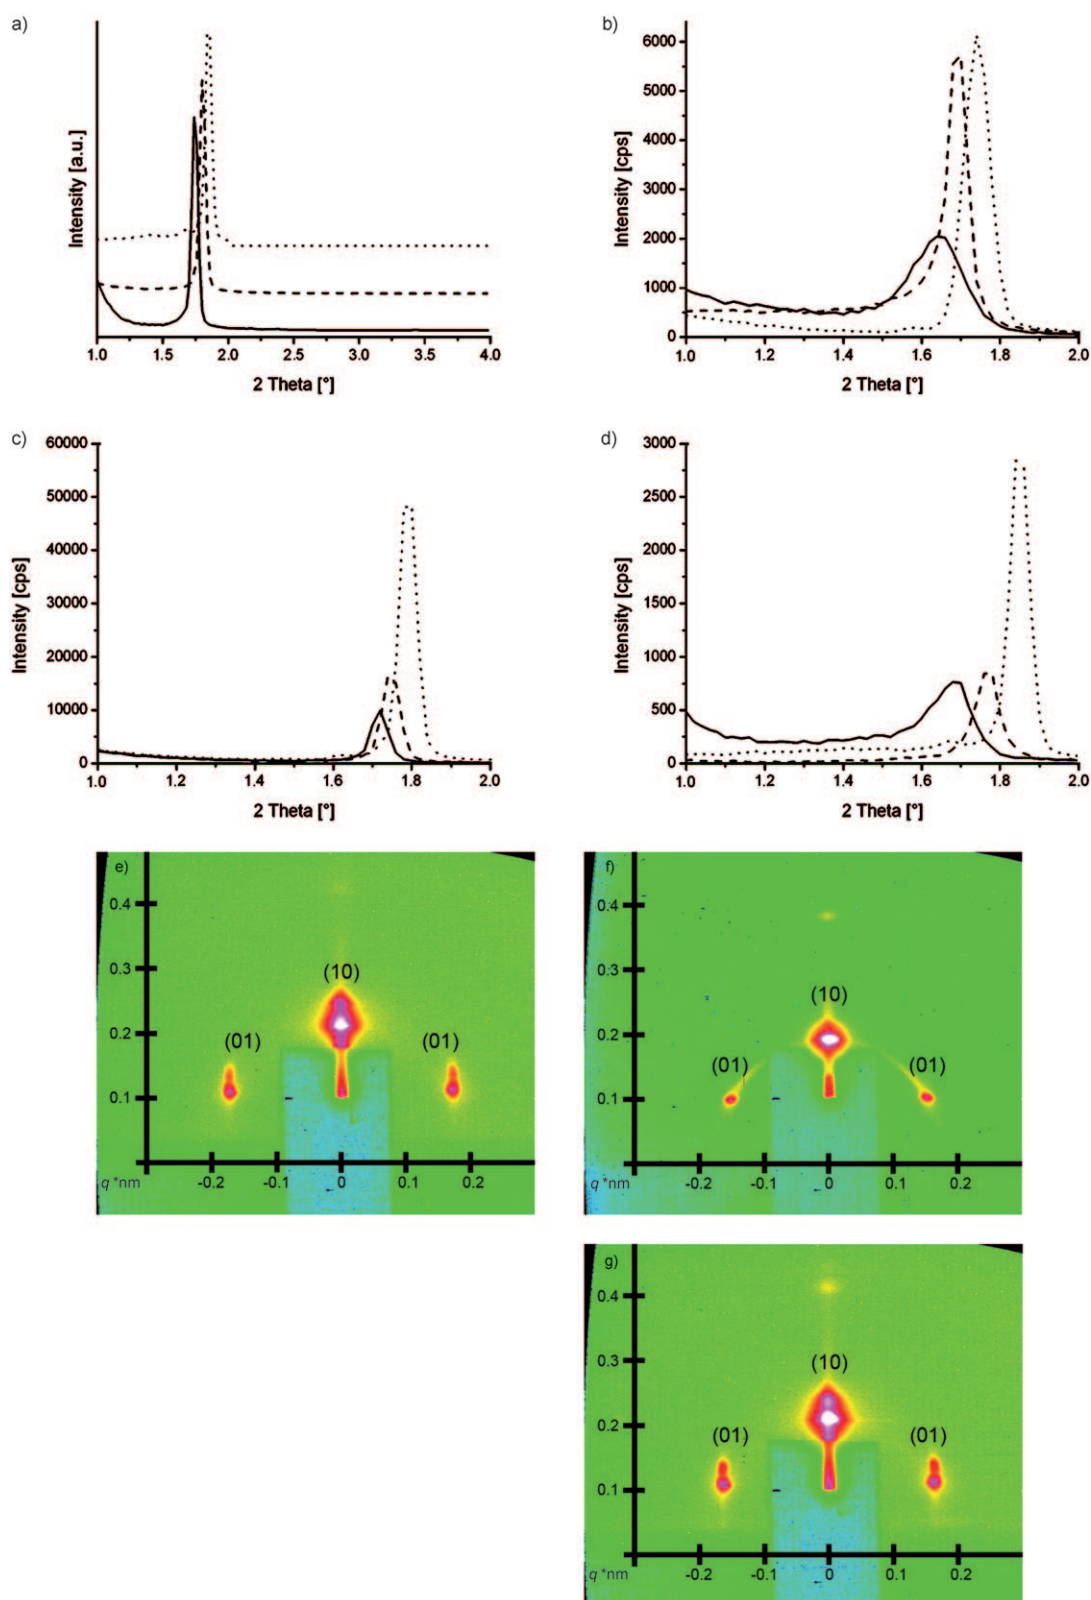 a)
Intensity [a.u.]
1.0 1.5 2.0 2.5 3.0 3.5 4.0
2 Theta [°]
b)
Intensity [cps]
6000
5000
4000
3000
2000
1000
0
1.0 1.2 1.4 1.6 1.8 2.0
2 Theta [°]
c)
Intensity [cps]
60000
50000
40000
30000
20000
10000
0
1.0 1.2 1.4 1.6 1.8 2.0
2 Theta [°]
d)
Intensity [cps]
3000
2500
2000
1500
1000
500
0
1.0 1.2 1.4 1.6 1.8 2.0
2 Theta [°]
e)
0.4
0.3
(10)
0.2
(01) (01)
0.1
q *nm -0.2 -0.1 0 0.1 0.2
f)
0.4
0.3
(10)
0.2
(01) (01)
0.1
q *nm -0.2 -0.1 0 0.1 0.2
g)
0.4
0.3
(10)
0.2
(01) (01)
0.1
q *nm -0.2 -0.1 0 0.1 0.2